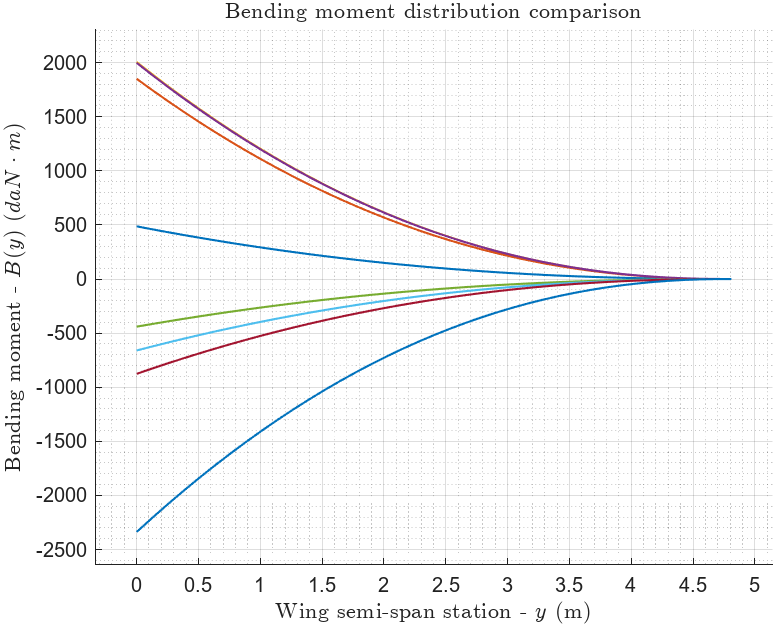 Bending moment distribution comparison
Bending moment - B(y) (daN · m)
2000
1500
1000
500
0
-500
-1000
-1500
-2000
-2500
0 0.5 1 1.5 2 2.5 3 3.5 4 4.5 5
Wing semi-span station - y (m)